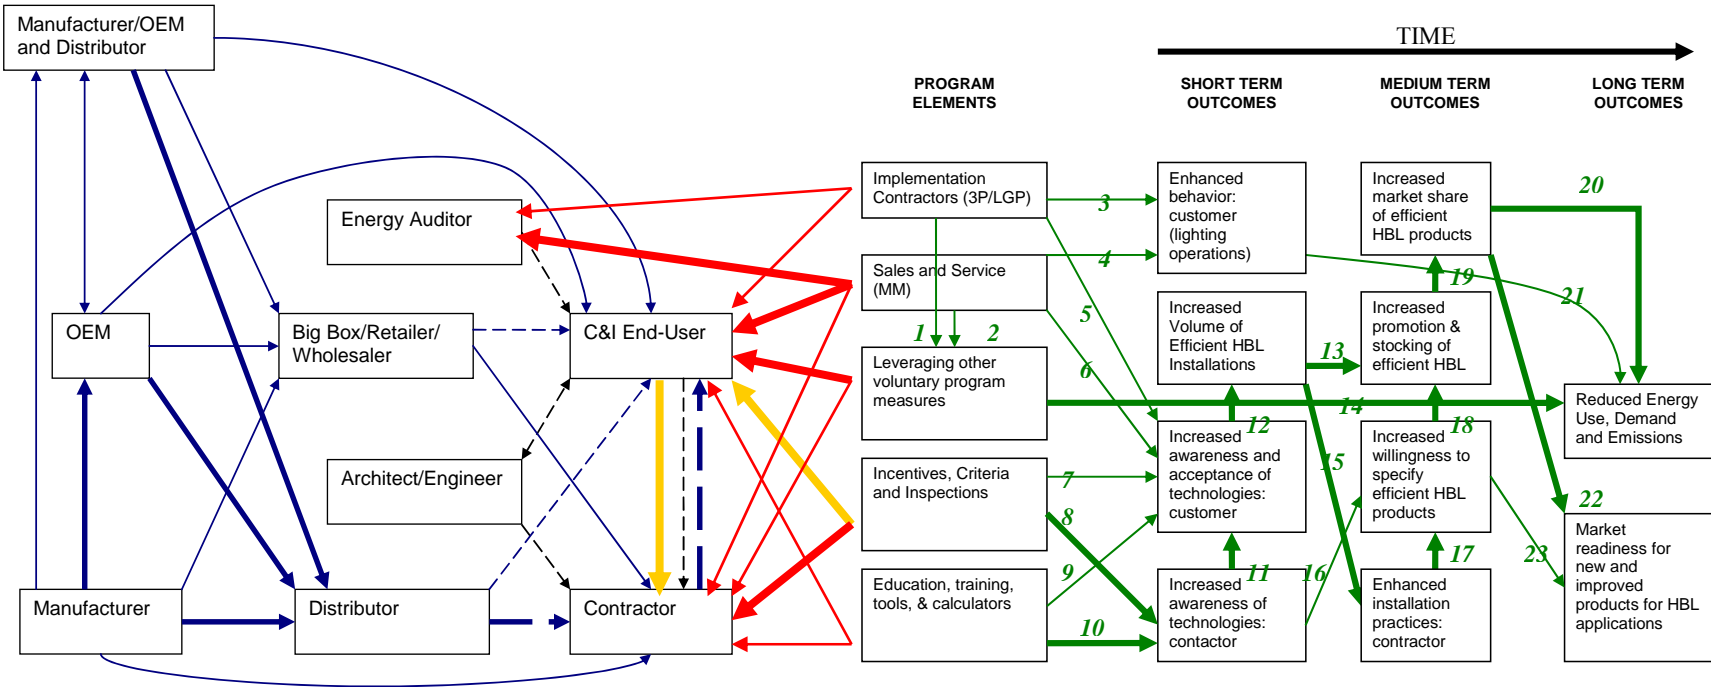 Manufacturer/OEM
and Distributor
Energy Auditor
OEM
Big Box/Retailer/
Wholesaler
C&I End-User
Architect/Engineer
Manufacturer
Distributor
Contractor
TIME
PROGRAM
ELEMENTS
SHORT TERM
OUTCOMES
MEDIUM TERM
OUTCOMES
LONG TERM
OUTCOMES
Implementation
Contractors (3P/LGP)
Sales and Service
(MM)
Leveraging other
voluntary program
measures
Incentives, Criteria
and Inspections
Education, training,
tools, & calculators
Enhanced
behavior:
customer
(lighting
operations)
Increased
Volume of
Efficient HBL
Installations
Increased
awareness and
acceptance of
technologies:
customer
Increased
awareness of
technologies:
contactor
Increased
market share
of efficient
HBL products
Increased
promotion &
stocking of
efficient HBL
Increased
willingness to
specify
efficient HBL
products
Enhanced
installation
practices:
contractor
Reduced Energy
Use, Demand
and Emissions
Market
readiness for
new and
improved
products for HBL
applications
1
2
3
4
5
6
7
8
9
10
11
12
13
14
15
16
17
18
19
20
21
22
23